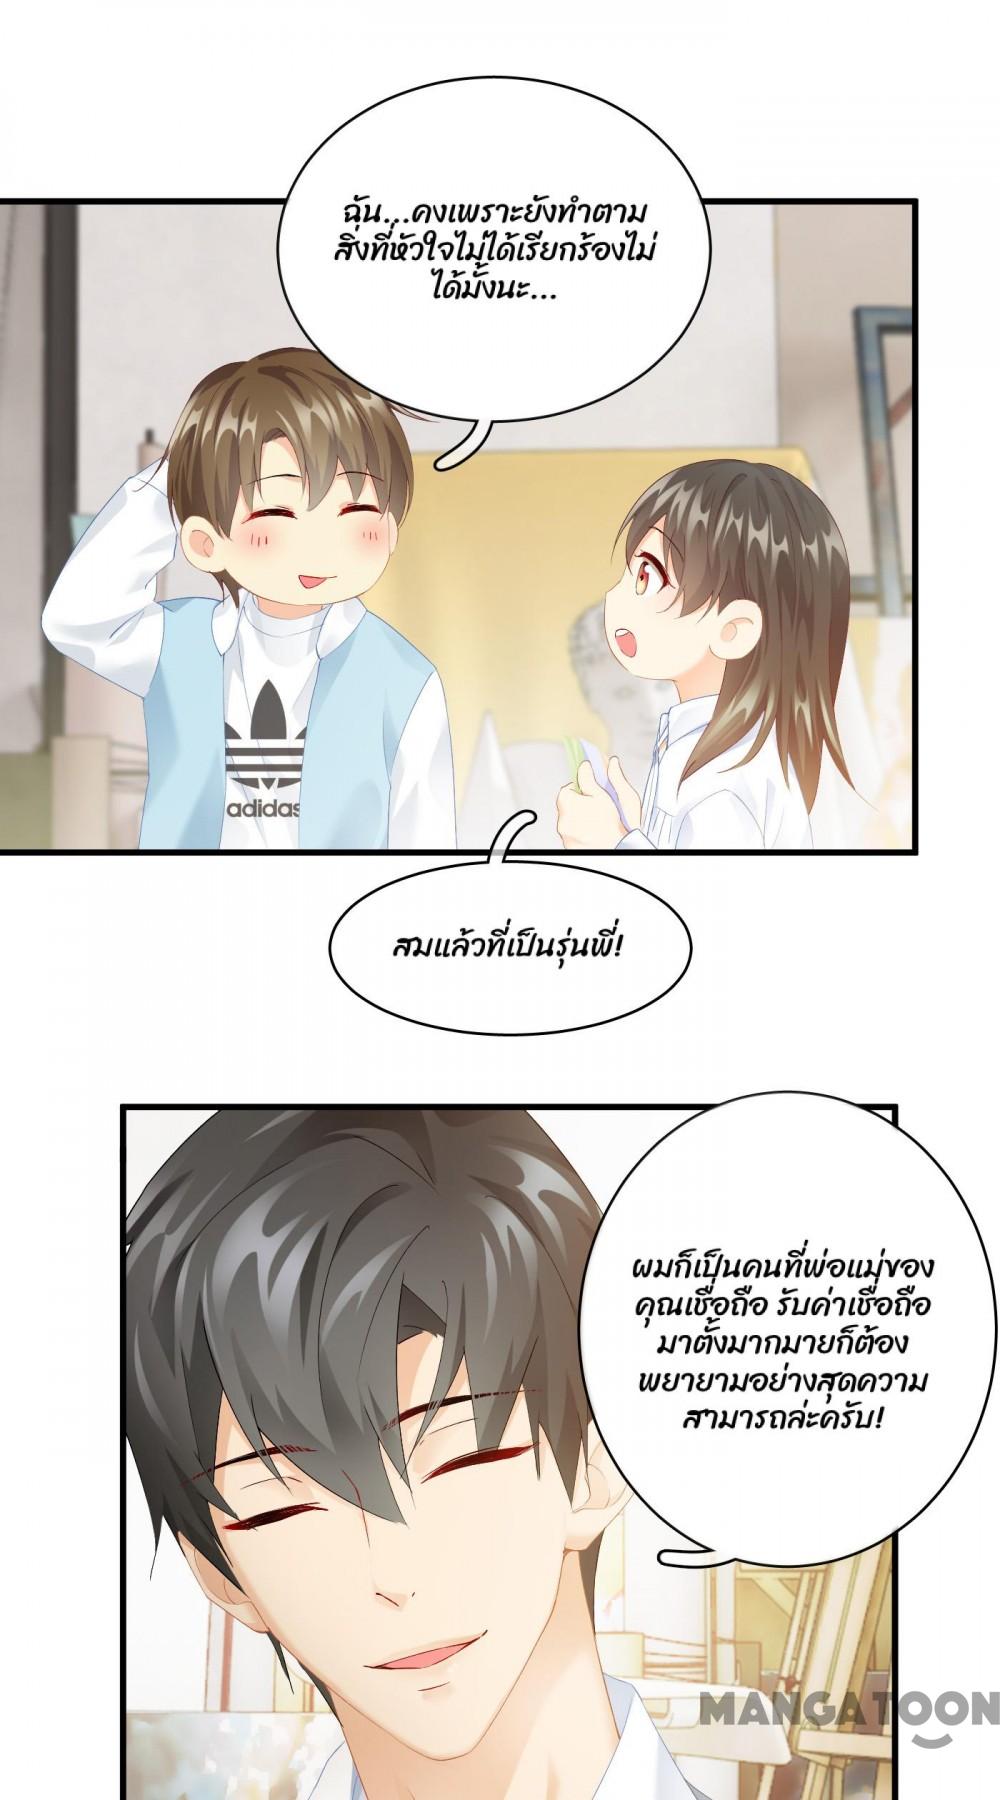 ฉัน...คงเพราะยังทำตาม
สิ่งที่หัวใจไม่ได้เรียกร้องไม่
ได้มั้งนะ...
adidas
สมแล้วที่เป็นรุ่นพี่!
ผมก็เป็นคนที่พ่อแม่ของ
คุณเชื่อถือ รับค่าเชื่อถือ
มาตั้งมากมายก็ต้อง
พยายามอย่างสุดความ
สามารถล่ะครับ!
MANGATOON